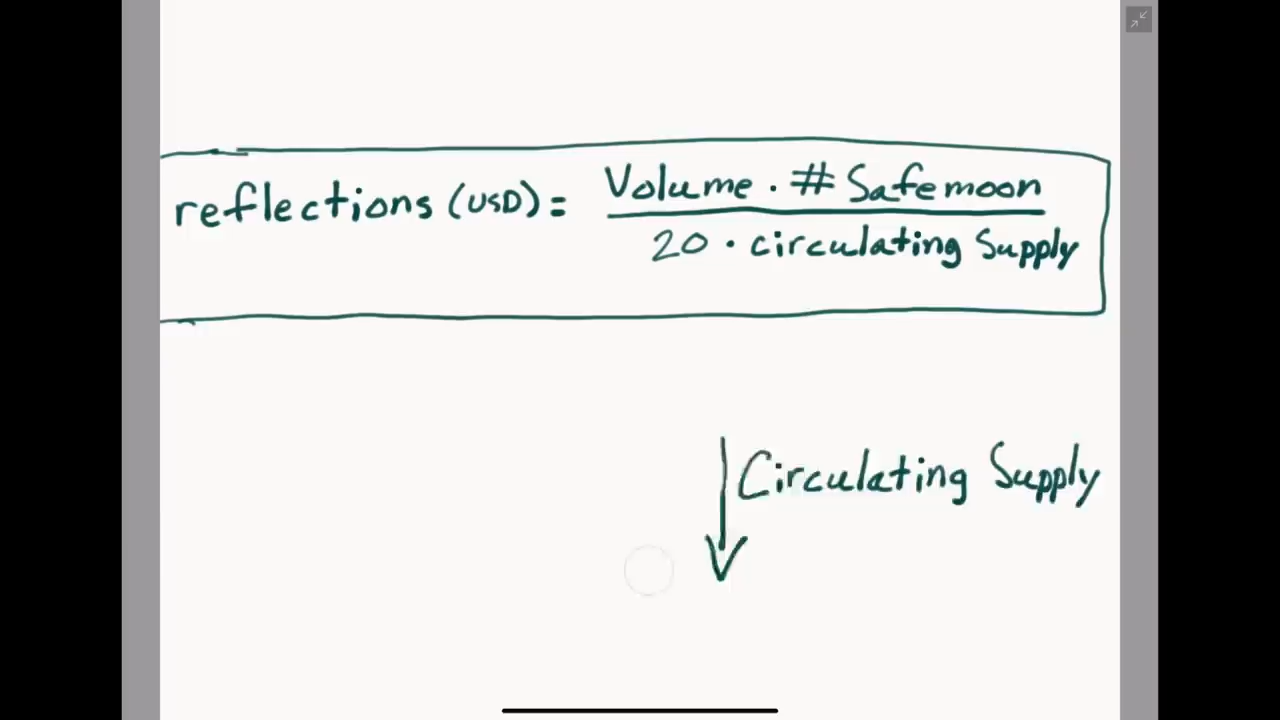 reflections (USD) = Volume · # Safemoon
20 · circulating Supply
Circulating Supply